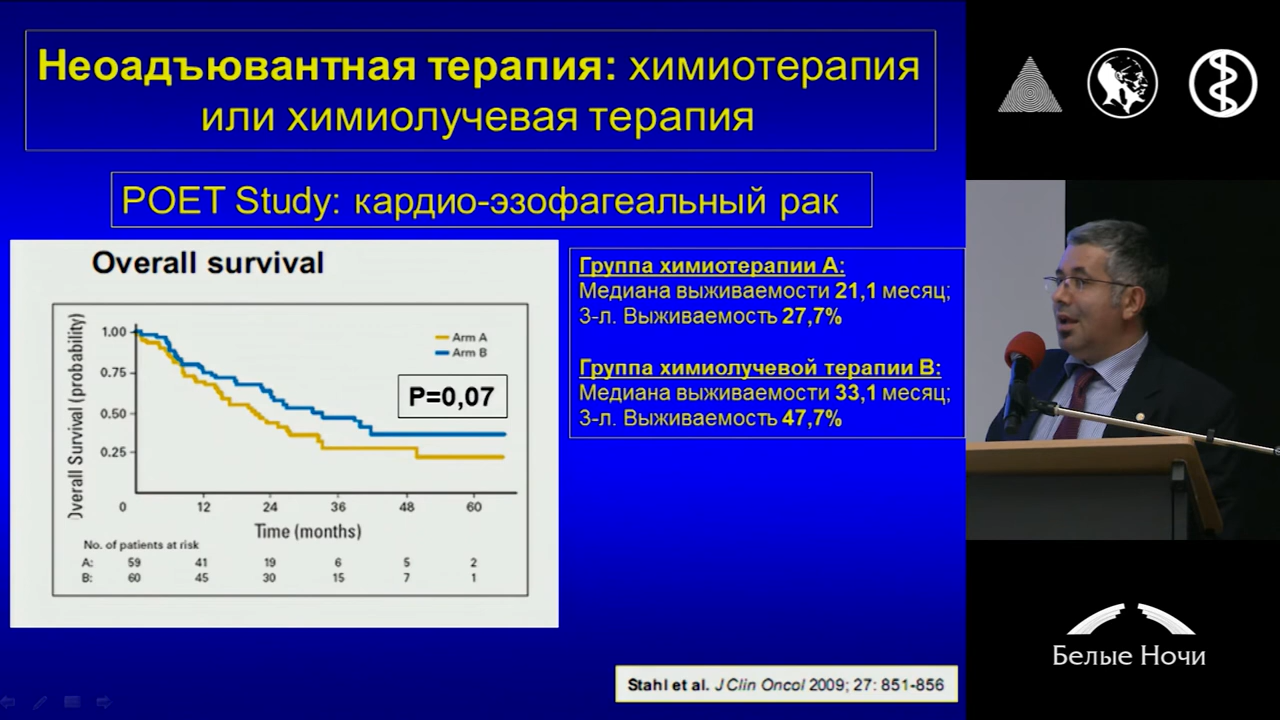 Неоадъювантная терапия: химиотерапия
или химиолучевая терапия
POET Study: кардио-эзофагеальный рак
Overall survival
Overall Survival (probability)
1.00
0.75
0.50
0.25
Arm A
Arm B
P=0,07
0 12 24 36 48 60
Time (months)
No. of patients at risk
A: 59 41 19 6 5 2
B: 60 45 30 15 7 1
Группа химиотерапии А:
Медиана выживаемости 21,1 месяц;
3-л. Выживаемость 27,7%
Группа химиолучевой терапии В:
Медиана выживаемости 33,1 месяц;
3-л. Выживаемость 47,7%
Stahl et al. J Clin Oncol 2009; 27: 851-856
Белые Ночи